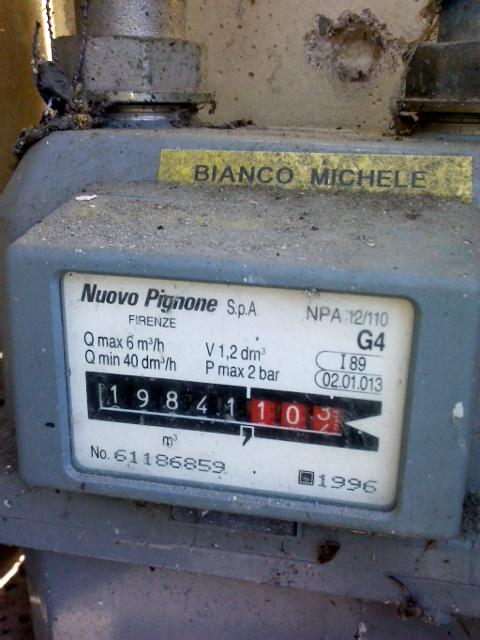 BIANCO MICHELE
Nuovo Pignone S.p.A.
FIRENZE
NPA 12/110
G4
Q max 6 m³/h
Q min 40 dm³/h
V 1,2 dm³
P max 2 bar
I 89
02.01.013
19841,103
m³
No. 61186859
1996